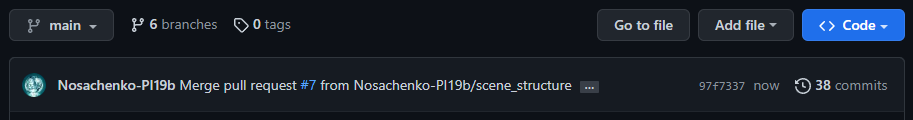 main 6 branches 0 tags Go to file Add file <> Code
Nosachenko-PI19b Merge pull request #7 from Nosachenko-PI19b/scene_structure ... 97f7337 now 38 commits